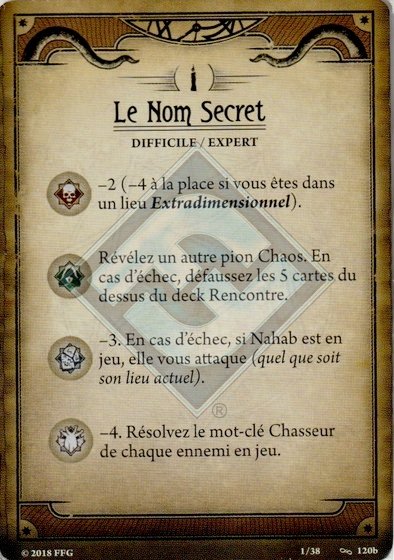 Le Nom Secret
DIFFICILE / EXPERT
–2 (–4 à la place si vous êtes dans
un lieu Extradimensionnel).
Révélez un autre pion Chaos. En
cas d'échec, défaussez les 5 cartes du
dessus du deck Rencontre.
–3. En cas d'échec, si Nahab est en
jeu, elle vous attaque (quel que soit
son lieu actuel).
–4. Résolvez le mot-clé Chasseur
de chaque ennemi en jeu.
®
© 2018 FFG 1/38 120b